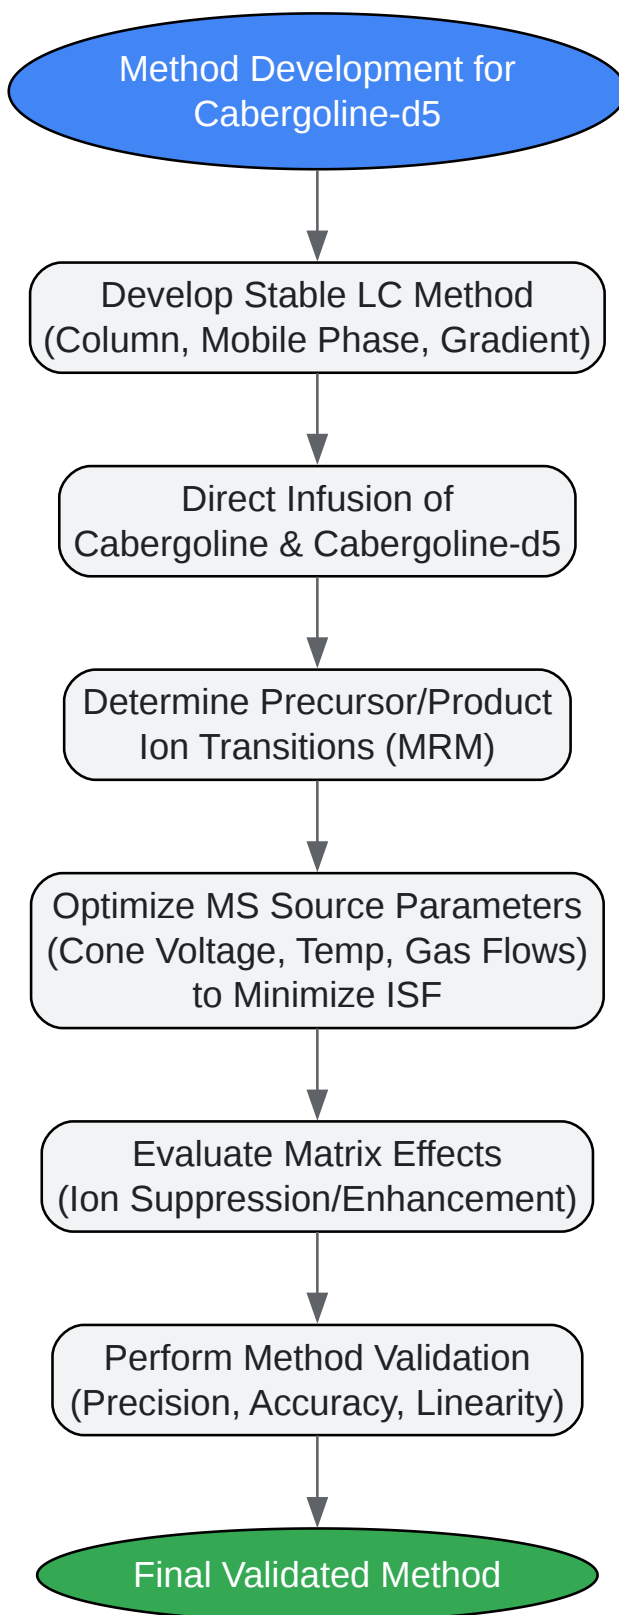 Method Development for
Cabergoline-d5
Develop Stable LC Method
(Column, Mobile Phase, Gradient)
Direct Infusion of
Cabergoline & Cabergoline-d5
Determine Precursor/Product
Ion Transitions (MRM)
Optimize MS Source Parameters
(Cone Voltage, Temp, Gas Flows)
to Minimize ISF
Evaluate Matrix Effects
(Ion Suppression/Enhancement)
Perform Method Validation
(Precision, Accuracy, Linearity)
Final Validated Method